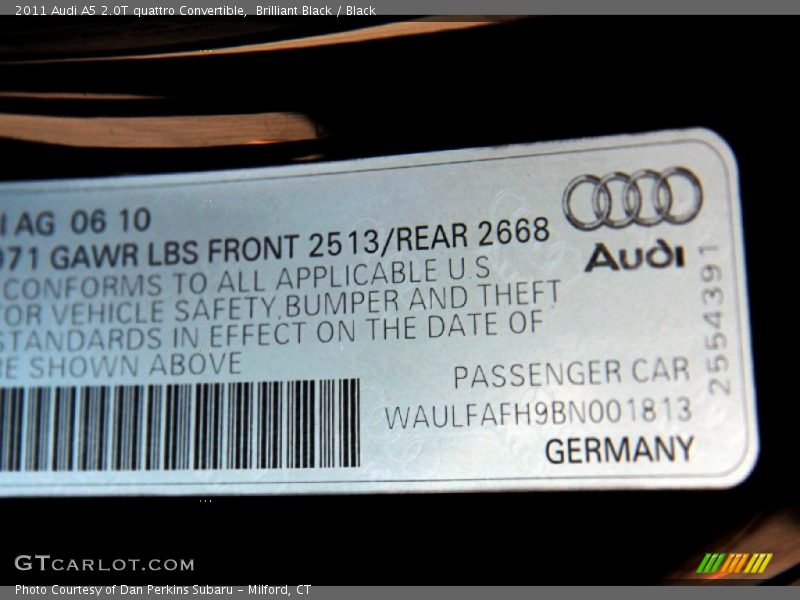 2011 Audi A5 2.0T quattro Convertible, Brilliant Black / Black
AG 06 10
071 GAWR LBS FRONT 2513/REAR 2668
CONFORMS TO ALL APPLICABLE U.S
OR VEHICLE SAFETY, BUMPER AND THEFT
STANDARDS IN EFFECT ON THE DATE OF
SHOWN ABOVE
Audi
2554391
PASSENGER CAR
WAULFAFH9BN001813
GERMANY
GTCARLOT.COM
Photo Courtesy of Dan Perkins Subaru – Milford, CT